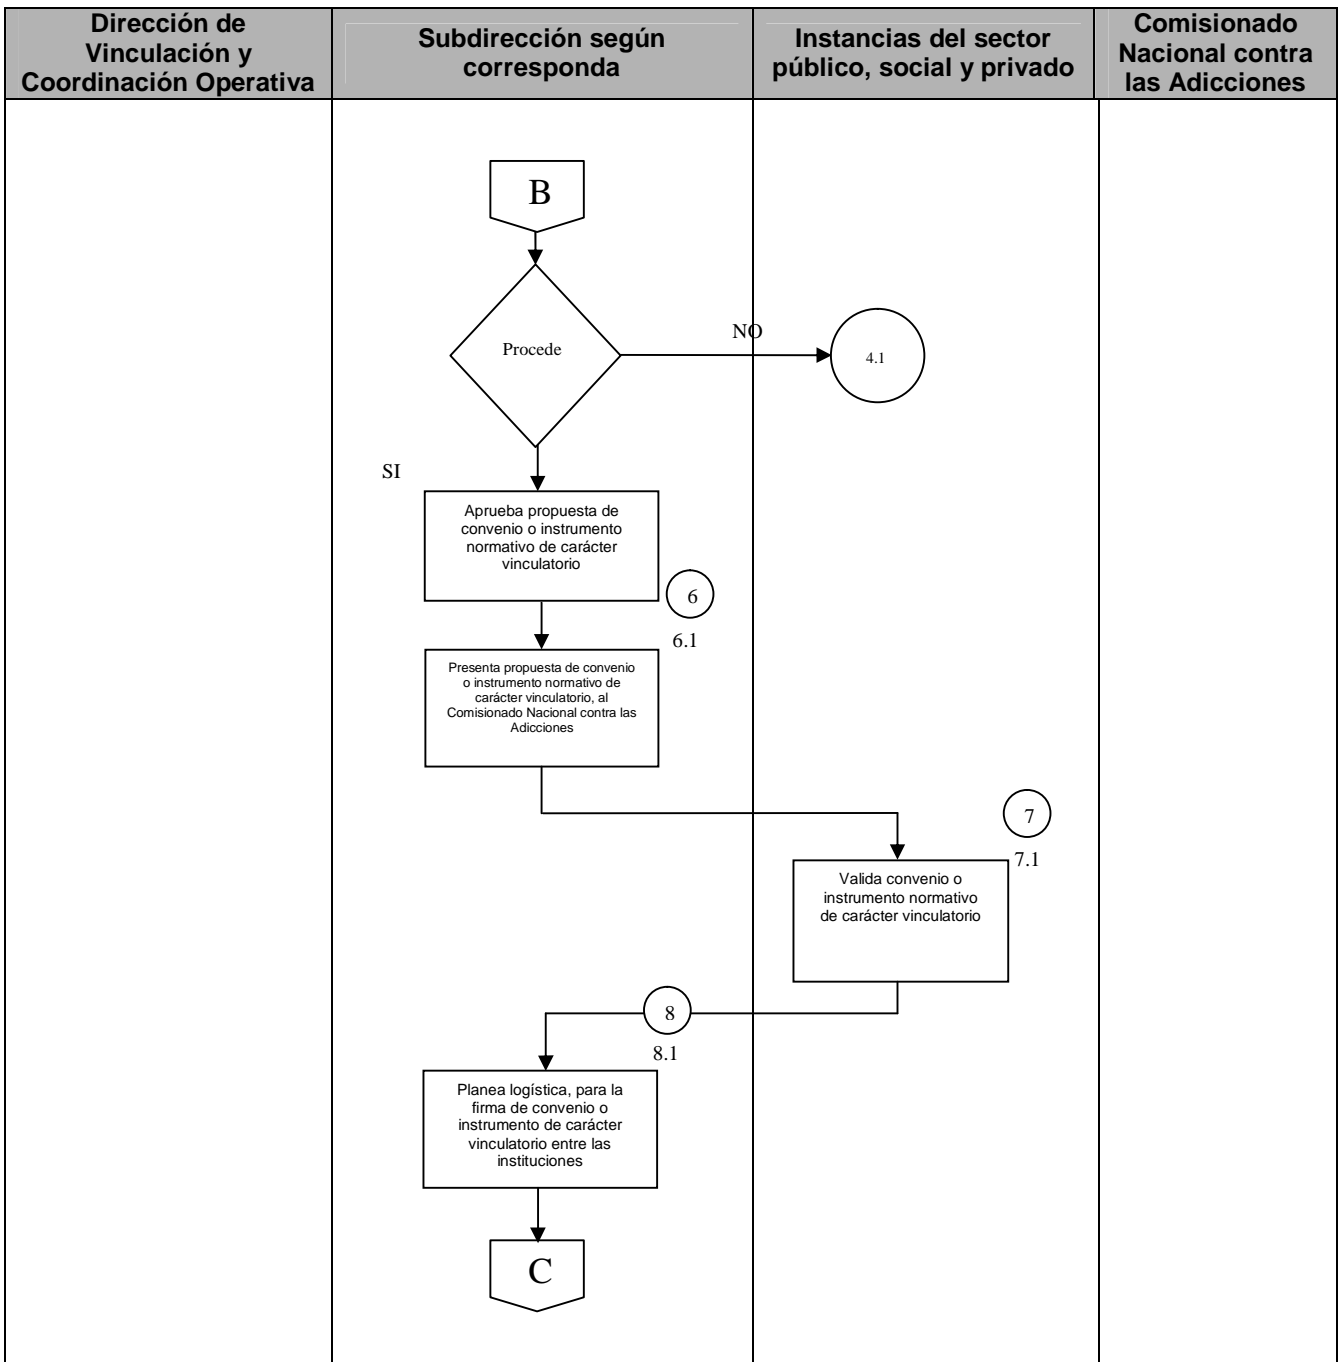 Dirección de
Vinculación y
Coordinación Operativa
Subdirección según
corresponda
Instancias del sector
público, social y privado
Comisionado
Nacional contra
las Adicciones
B
Procede
NO
4.1
SI
Aprueba propuesta de
convenio o instrumento
normativo de carácter
vinculatorio
6
6.1
Presenta propuesta de convenio
o instrumento normativo de
carácter vinculatorio, al
Comisionado Nacional contra las
Adicciones
7
7.1
Valida convenio o
instrumento normativo
de carácter vinculatorio
8
8.1
Planea logística, para la
firma de convenio o
instrumento de carácter
vinculatorio entre las
instituciones
C